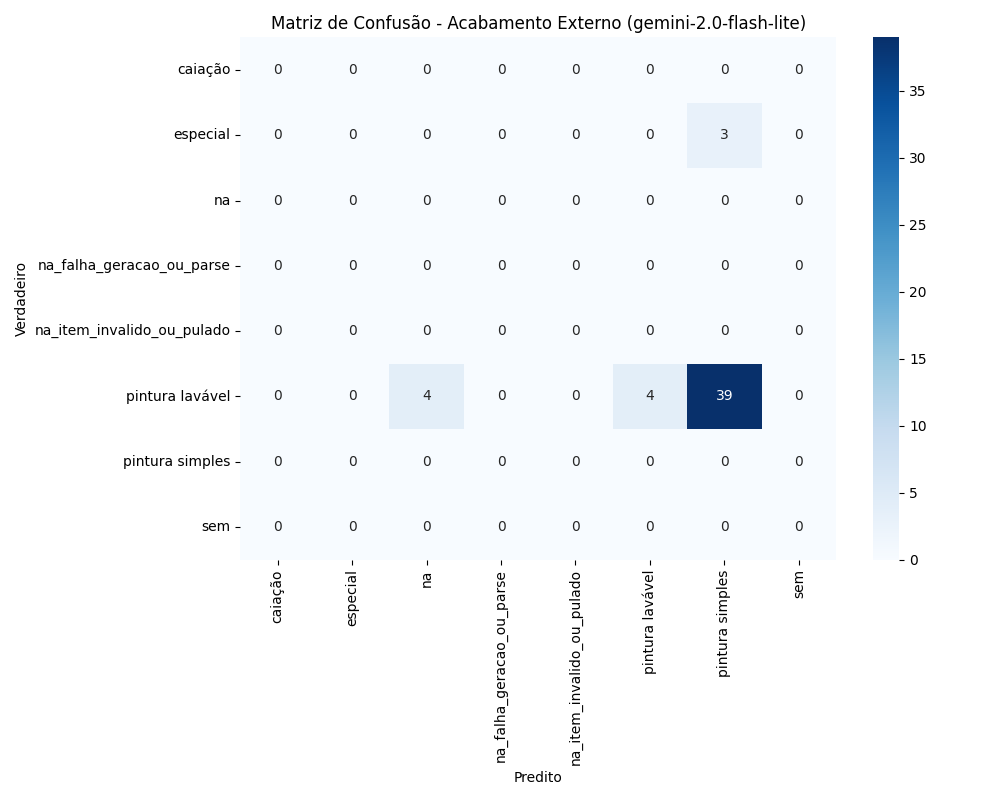 Matriz de Confusão - Acabamento Externo (gemini-2.0-flash-lite)
Verdadeiro
caiação 0 0 0 0 0 0 0 0
especial 0 0 0 0 0 0 3 0
na 0 0 0 0 0 0 0 0
na_falha_geracao_ou_parse 0 0 0 0 0 0 0 0
na_item_invalido_ou_pulado 0 0 0 0 0 0 0 0
pintura lavável 0 0 4 0 0 4 39 0
pintura simples 0 0 0 0 0 0 0 0
sem 0 0 0 0 0 0 0 0
caiação
especial
na
na_falha_geracao_ou_parse
na_item_invalido_ou_pulado
pintura lavável
pintura simples
sem
Predito
35
30
25
20
15
10
5
0